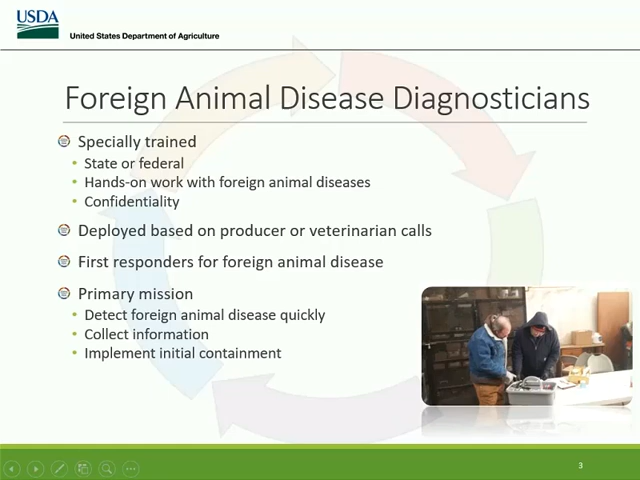 USDA
United States Department of Agriculture
Foreign Animal Disease Diagnosticians
Specially trained
State or federal
Hands-on work with foreign animal diseases
Confidentiality
Deployed based on producer or veterinarian calls
First responders for foreign animal disease
Primary mission
Detect foreign animal disease quickly
Collect information
Implement initial containment
3